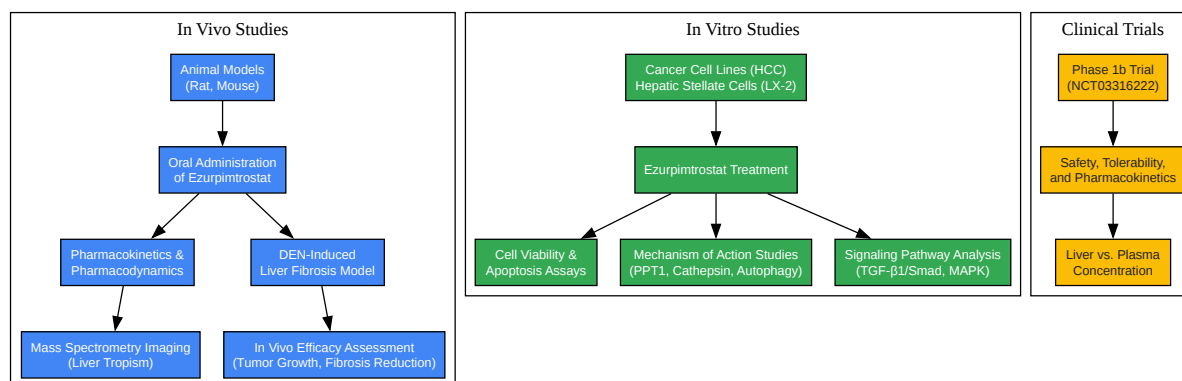 In Vivo Studies
Animal Models
(Rat, Mouse)
Oral Administration
of Ezurpimtrostat
Pharmacokinetics &
Pharmacodynamics
DEN-Induced
Liver Fibrosis Model
Mass Spectrometry Imaging
(Liver Tropism)
In Vivo Efficacy Assessment
(Tumor Growth, Fibrosis Reduction)
In Vitro Studies
Cancer Cell Lines (HCC)
Hepatic Stellate Cells (LX-2)
Ezurpimtrostat Treatment
Cell Viability &
Apoptosis Assays
Mechanism of Action Studies
(PPT1, Cathepsin, Autophagy)
Signaling Pathway Analysis
(TGF-β1/Smad, MAPK)
Clinical Trials
Phase 1b Trial
(NCT03316222)
Safety, Tolerability,
and Pharmacokinetics
Liver vs. Plasma
Concentration